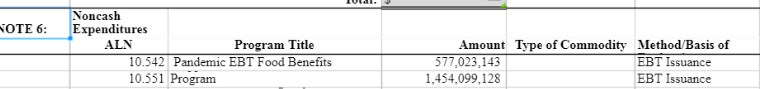 Total: $
Noncash
NOTE 6: Expenditures
ALN Program Title Amount Type of Commodity Method/Basis of
10.542 Pandemic EBT Food Benefits 577,023,143 EBT Issuance
10.551 Program 1,454,099,128 EBT Issuance